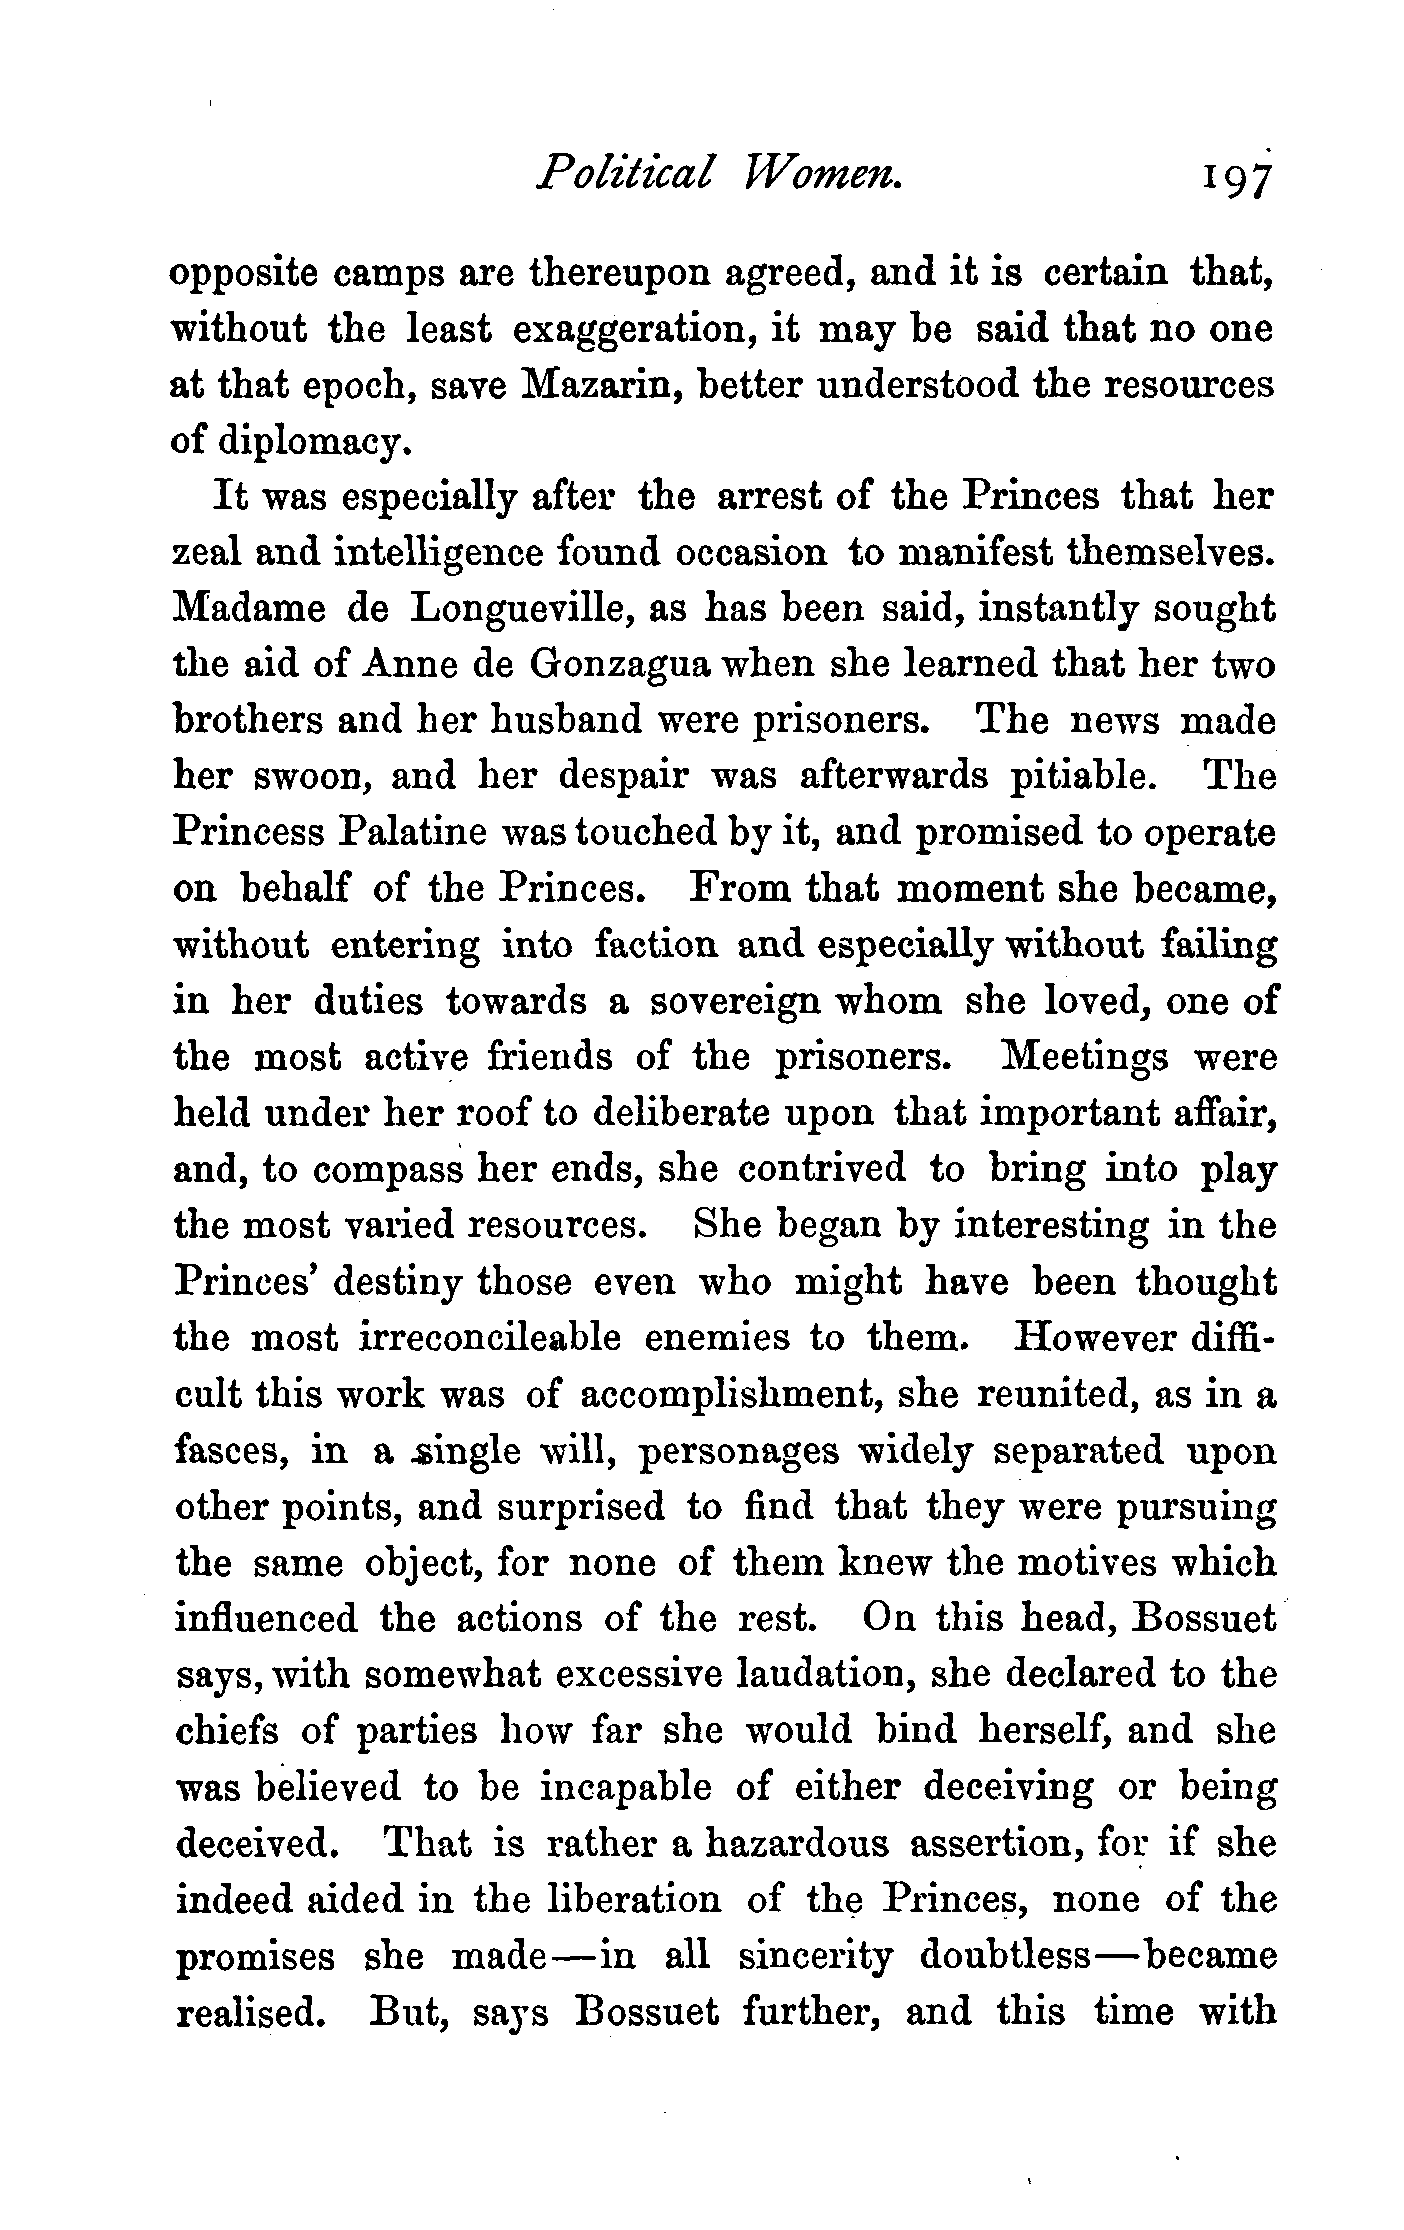 Political Women. 197
opposite camps are thereupon agreed, and it is certain that,
without the least exaggeration, it may be said that no one
at that epoch, save Mazarin, better understood the resources
of diplomacy.
It was especially after the arrest of the Princes that her
zeal and intelligence found occasion to manifest themselves.
Madame de Longueville, as has been said, instantly sought
the aid of Anne de Gonzagua when she learned that her two
brothers and her husband were prisoners. The news made
her swoon, and her despair was afterwards pitiable. The
Princess Palatine was touched by it, and promised to operate
on behalf of the Princes. From that moment she became,
without entering into faction and especially without failing
in her duties towards a sovereign whom she loved, one of
the most active friends of the prisoners. Meetings were
held under her roof to deliberate upon that important affair,
and, to compass her ends, she contrived to bring into play
the most varied resources. She began by interesting in the
Princes' destiny those even who might have been thought
the most irreconcileable enemies to them. However diffi-
cult this work was of accomplishment, she reunited, as in a
fasces, in a single will, personages widely separated upon
other points, and surprised to find that they were pursuing
the same object, for none of them knew the motives which
influenced the actions of the rest. On this head, Bossuet
says, with somewhat excessive laudation, she declared to the
chiefs of parties how far she would bind herself, and she
was believed to be incapable of either deceiving or being
deceived. That is rather a hazardous assertion, for if she
indeed aided in the liberation of the Princes, none of the
promises she made—in all sincerity doubtless—became
realised. But, says Bossuet further, and this time with